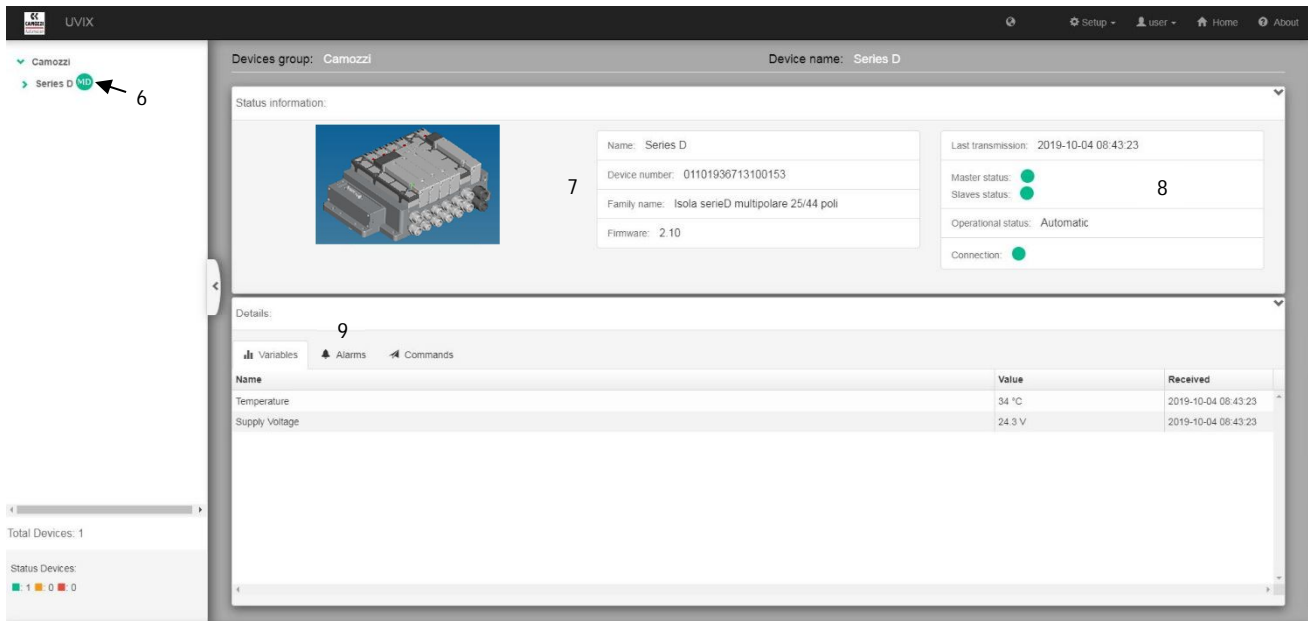 CAMOZZI
UVIX
Setup
user
Home
About
Camozzi
Series D MD
6
Total Devices: 1
Status Devices:
: 1 : 0 : 0
Devices group: Camozzi
Device name: Series D
Status information:
7
Name: Series D
Device number: 01101936713100153
Family name: Isola serieD multipolare 25/44 poli
Firmware: 2.10
Last transmission: 2019-10-04 08:43:23
Master status:
Slaves status:
8
Operational status: Automatic
Connection:
Details:
9
Variables Alarms Commands
Name Value Received
Temperature 34 °C 2019-10-04 08:43:23
Supply Voltage 24.3 V 2019-10-04 08:43:23